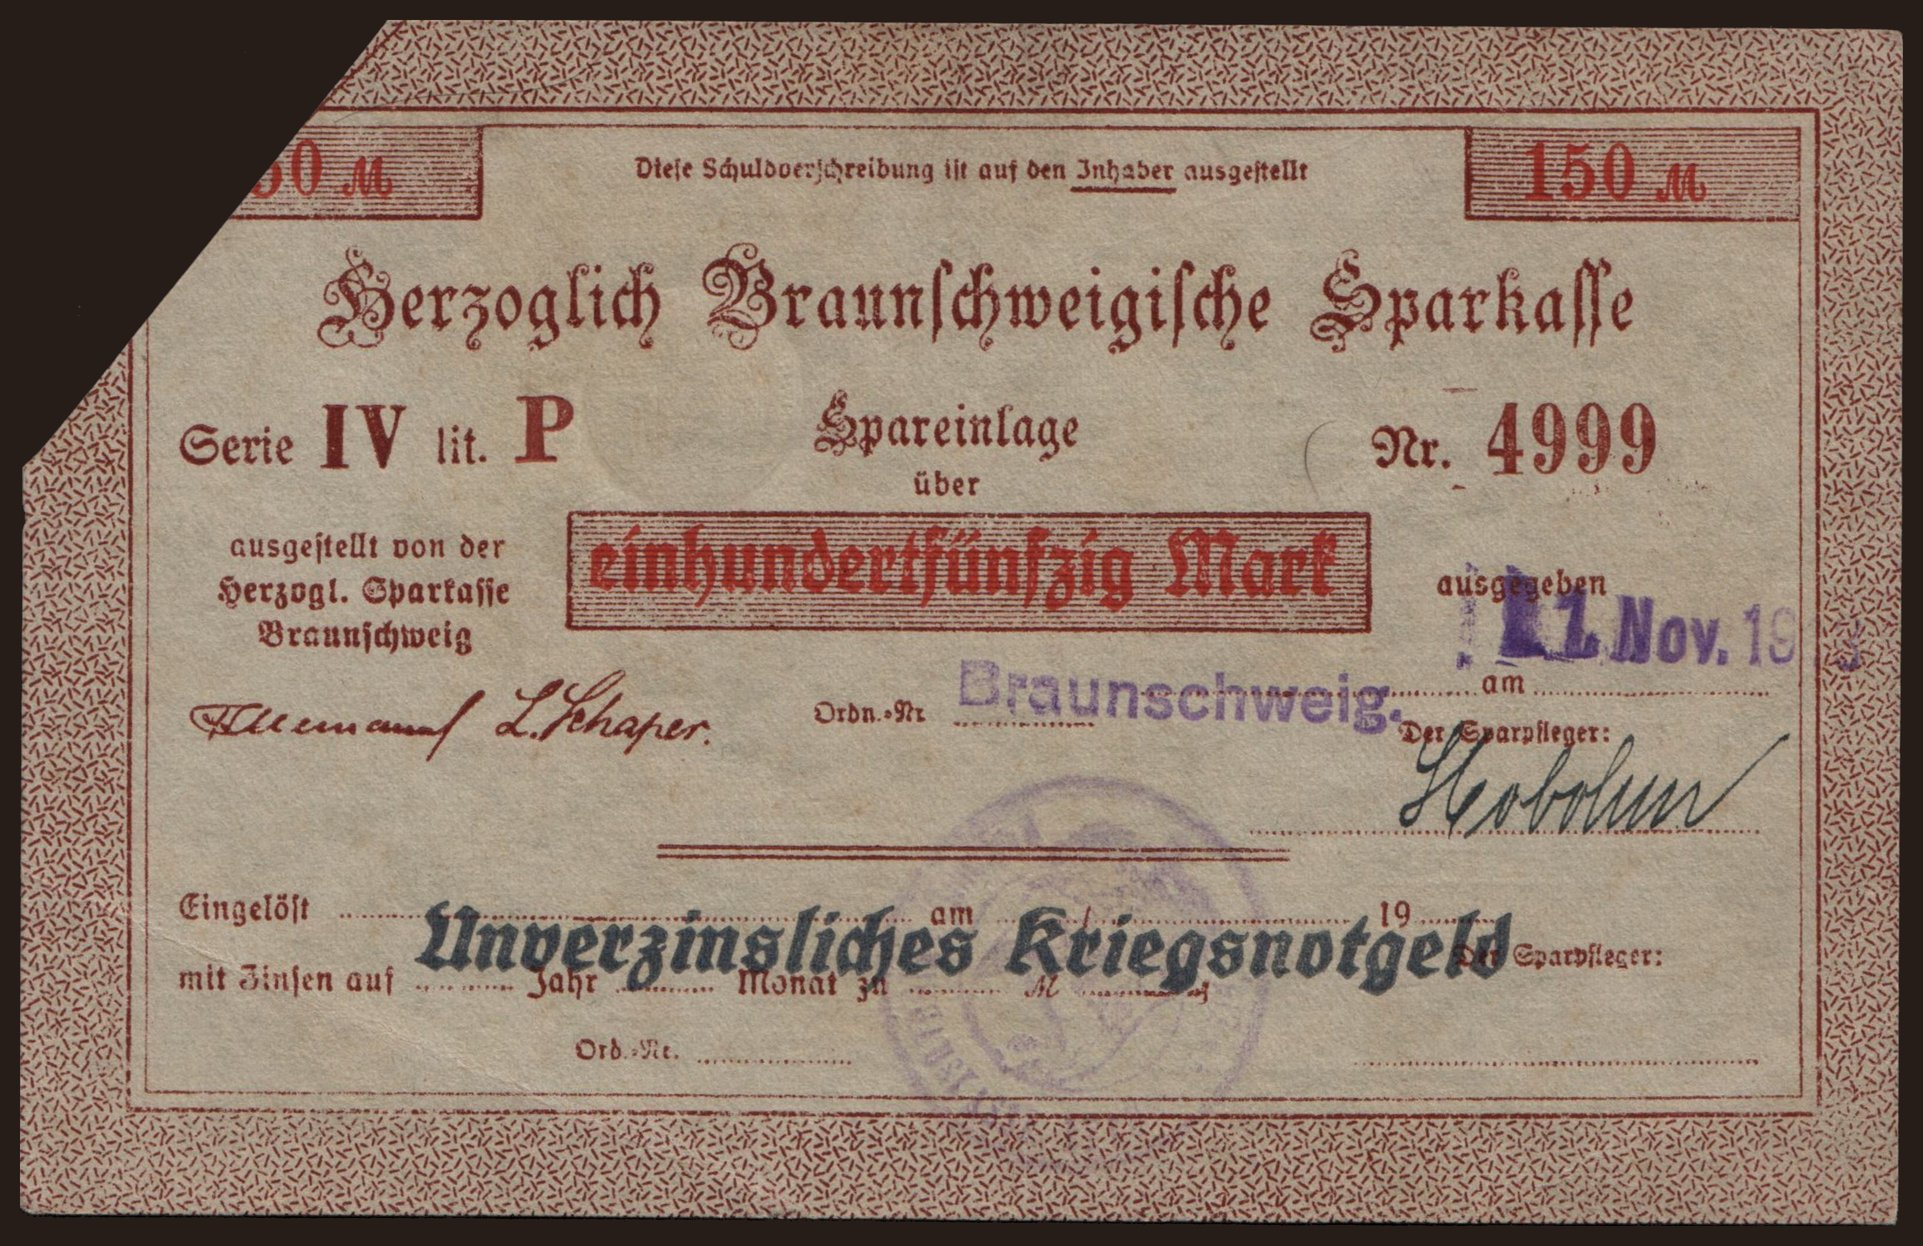 50 M
Diese Schuldverschreibung ist auf den Inhaber ausgestellt
150 M
Herzoglich Braunschweigische Sparkasse
Serie IV lit. P
Spareinlage
über
Nr. 4999
ausgestellt von der
Herzogl. Sparkasse
Braunschweig
einhundertfünfzig Mark
ausgegeben
1. Nov. 19
L. Schaper.
Ordn.-Nr.
Braunschweig.
am
Der Sparpfleger:
Eingelöst am 19
Unverzinsliches Kriegsnotgeld
Der Sparpfleger:
mit Zinsen auf Jahr Monat zu M
Ord.-Nr.